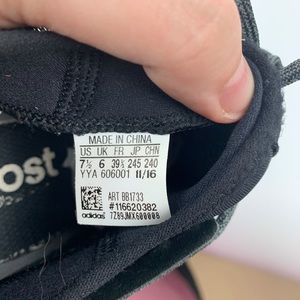 MADE IN CHINA
US UK FR JP CHN
7½ 6 39⅓ 245 240
YYA 606001 11/16
ART BB1733
#116620382
adidas 7Z89JMX600008
ost